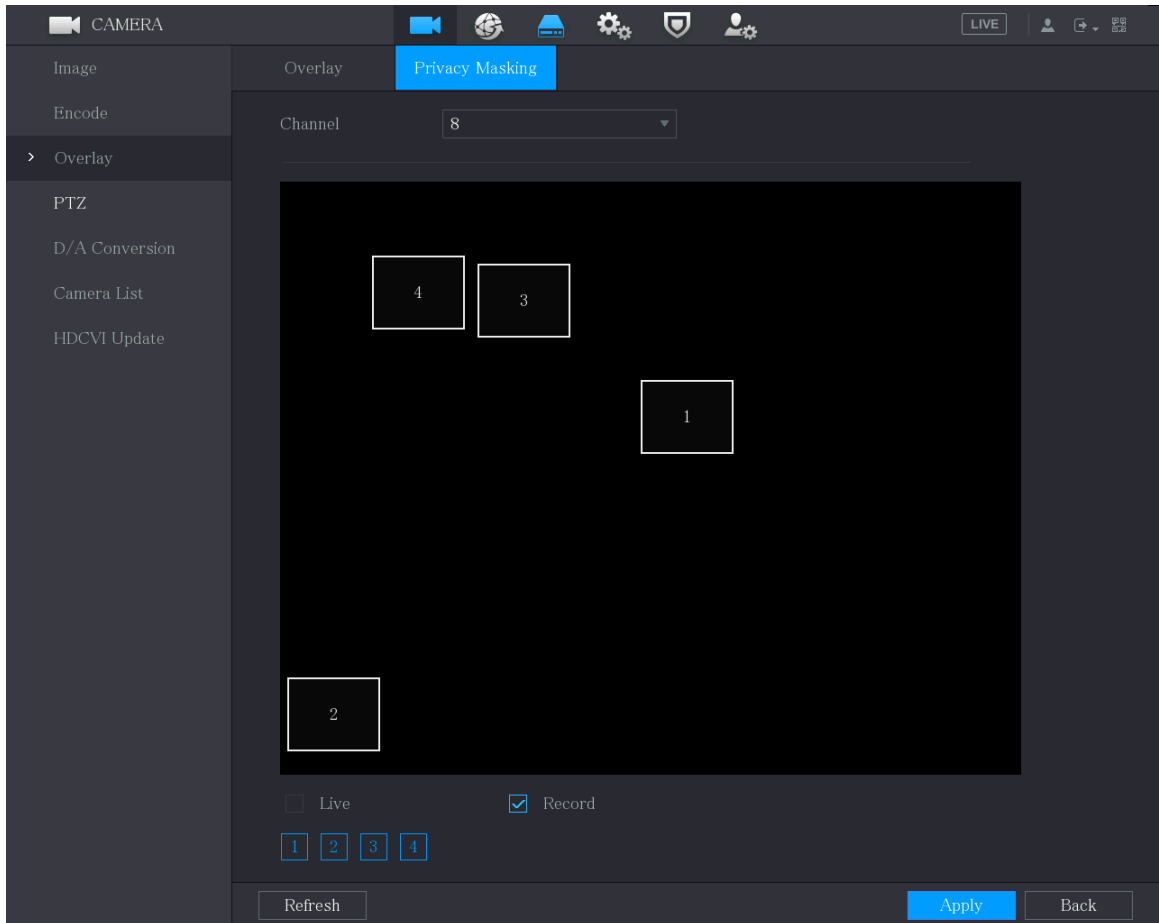 CAMERA
LIVE
Image
Encode
Overlay
PTZ
D/A Conversion
Camera List
HDCVI Update
Overlay Privacy Masking
Channel 8
4
3
1
2
Live Record
1 2 3 4
Refresh Apply Back